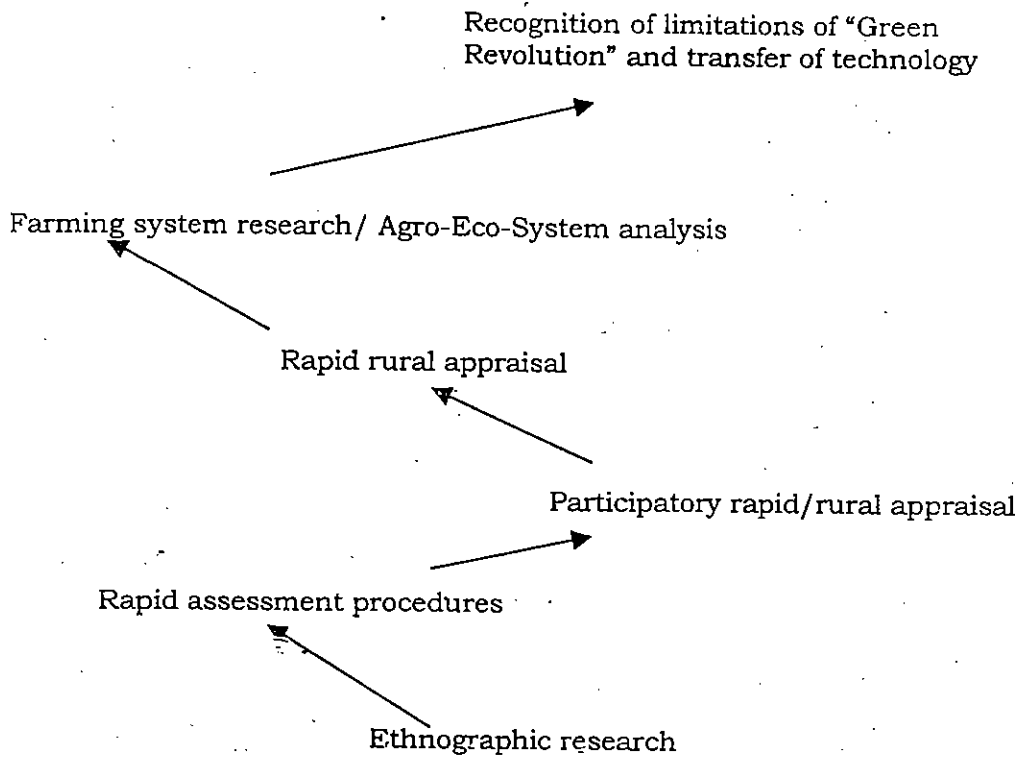 Recognition of limitations of “Green
Revolution” and transfer of technology
Farming system research/ Agro-Eco-System analysis
Rapid rural appraisal
Participatory rapid/rural appraisal
Rapid assessment procedures
Ethnographic research